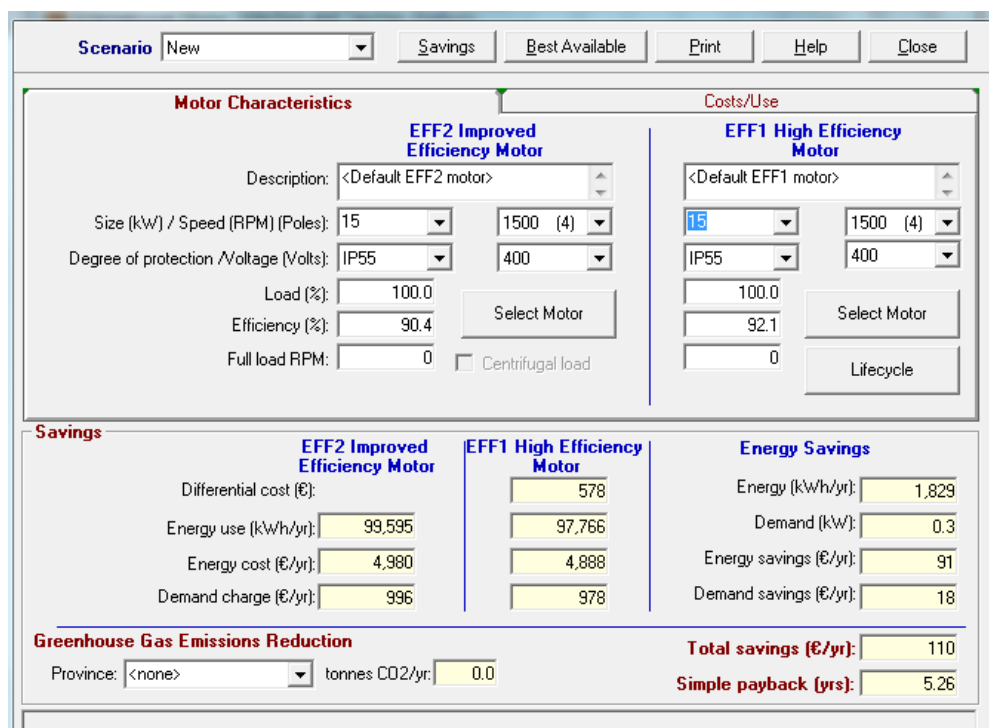 Scenario New Savings Best Available Print Help Close
Motor Characteristics Costs/Use
EFF2 Improved EFF1 High Efficiency
Efficiency Motor Motor
Description: <Default EFF2 motor> <Default EFF1 motor>
Size (kW) / Speed (RPM) (Poles): 15 1500 (4) 15 1500 (4)
Degree of protection /Voltage (Volts): IP55 400 IP55 400
Load (%): 100.0 100.0
Select Motor Select Motor
Efficiency (%): 90.4 92.1
Full load RPM: 0 Centrifugal load 0
Lifecycle
Savings
EFF2 Improved EFF1 High Efficiency Energy Savings
Efficiency Motor Motor
Differential cost (€): 578 Energy (kWh/yr): 1,829
Energy use (kWh/yr): 99,595 97,766 Demand (kW): 0.3
Energy cost (€/yr): 4,980 4,888 Energy savings (€/yr): 91
Demand charge (€/yr): 996 978 Demand savings (€/yr): 18
Greenhouse Gas Emissions Reduction Total savings (€/yr): 110
Province: <none> tonnes CO2/yr: 0.0 Simple payback (yrs): 5.26